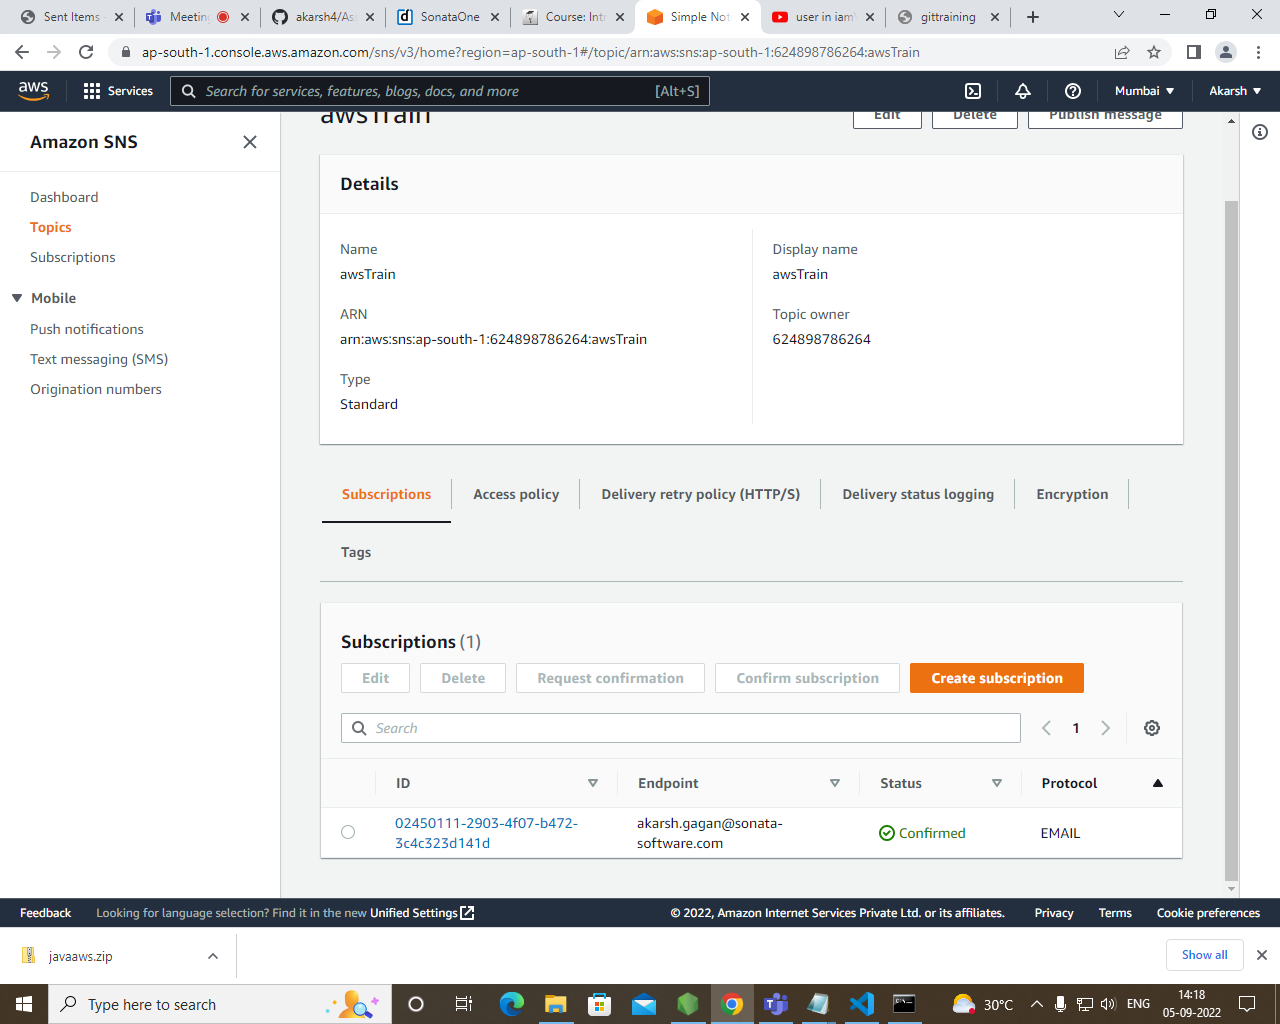 Sent Items
Meeting
akarsh4/As
SonataOne
Course: Intr
Simple Not
user in iam
gittraining
ap-south-1.console.aws.amazon.com/sns/v3/home?region=ap-south-1#/topic/arn:aws:sns:ap-south-1:624898786264:awsTrain
aws
Services
Search for services, features, blogs, docs, and more
[Alt+S]
Mumbai
Akarsh
Amazon SNS
Dashboard
Topics
Subscriptions
Mobile
Push notifications
Text messaging (SMS)
Origination numbers
awsTrain
Edit
Delete
Publish message
Details
Name
awsTrain
ARN
arn:aws:sns:ap-south-1:624898786264:awsTrain
Type
Standard
Display name
awsTrain
Topic owner
624898786264
Subscriptions
Access policy
Delivery retry policy (HTTP/S)
Delivery status logging
Encryption
Tags
Subscriptions (1)
Edit
Delete
Request confirmation
Confirm subscription
Create subscription
Search
1
ID
Endpoint
Status
Protocol
02450111-2903-4f07-b472-
3c4c323d141d
akarsh.gagan@sonata-
software.com
Confirmed
EMAIL
Feedback
Looking for language selection? Find it in the new Unified Settings
© 2022, Amazon Internet Services Private Ltd. or its affiliates.
Privacy
Terms
Cookie preferences
javaaws.zip
Show all
Type here to search
30°C
ENG
14:18
05-09-2022